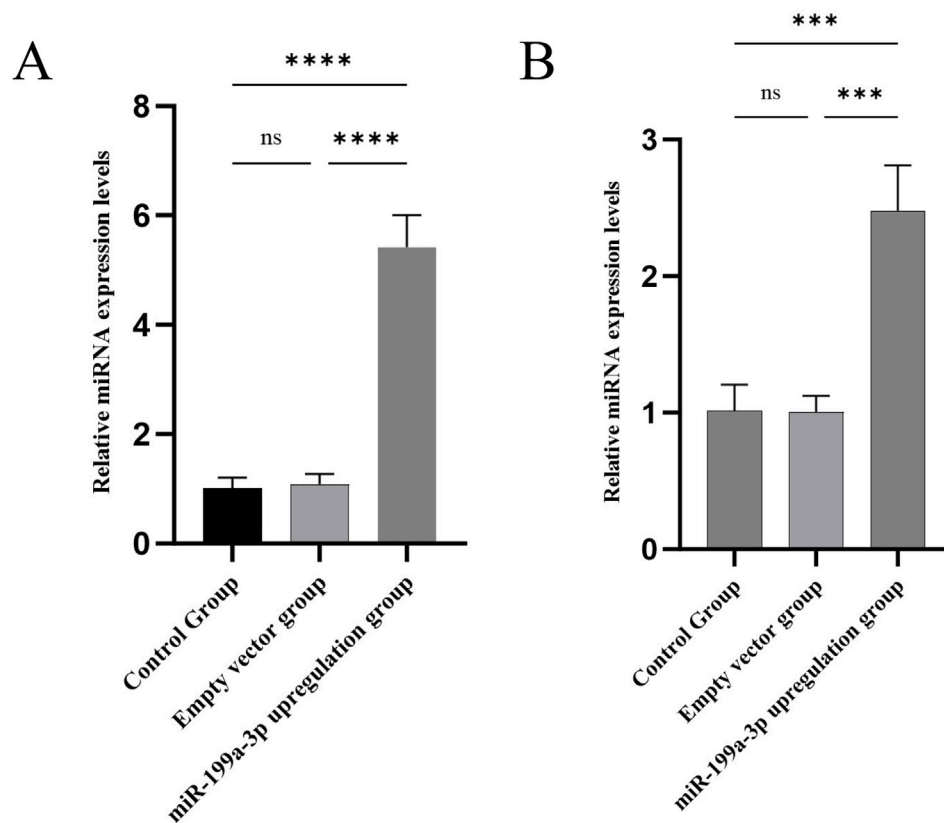 A
****
ns
****
Relative miRNA expression levels
8
6
4
2
0
Control Group
Empty vector group
miR-199a-3p upregulation group
B
***
ns
***
Relative miRNA expression levels
3
2
1
0
Control Group
Empty vector group
miR-199a-3p upregulation group